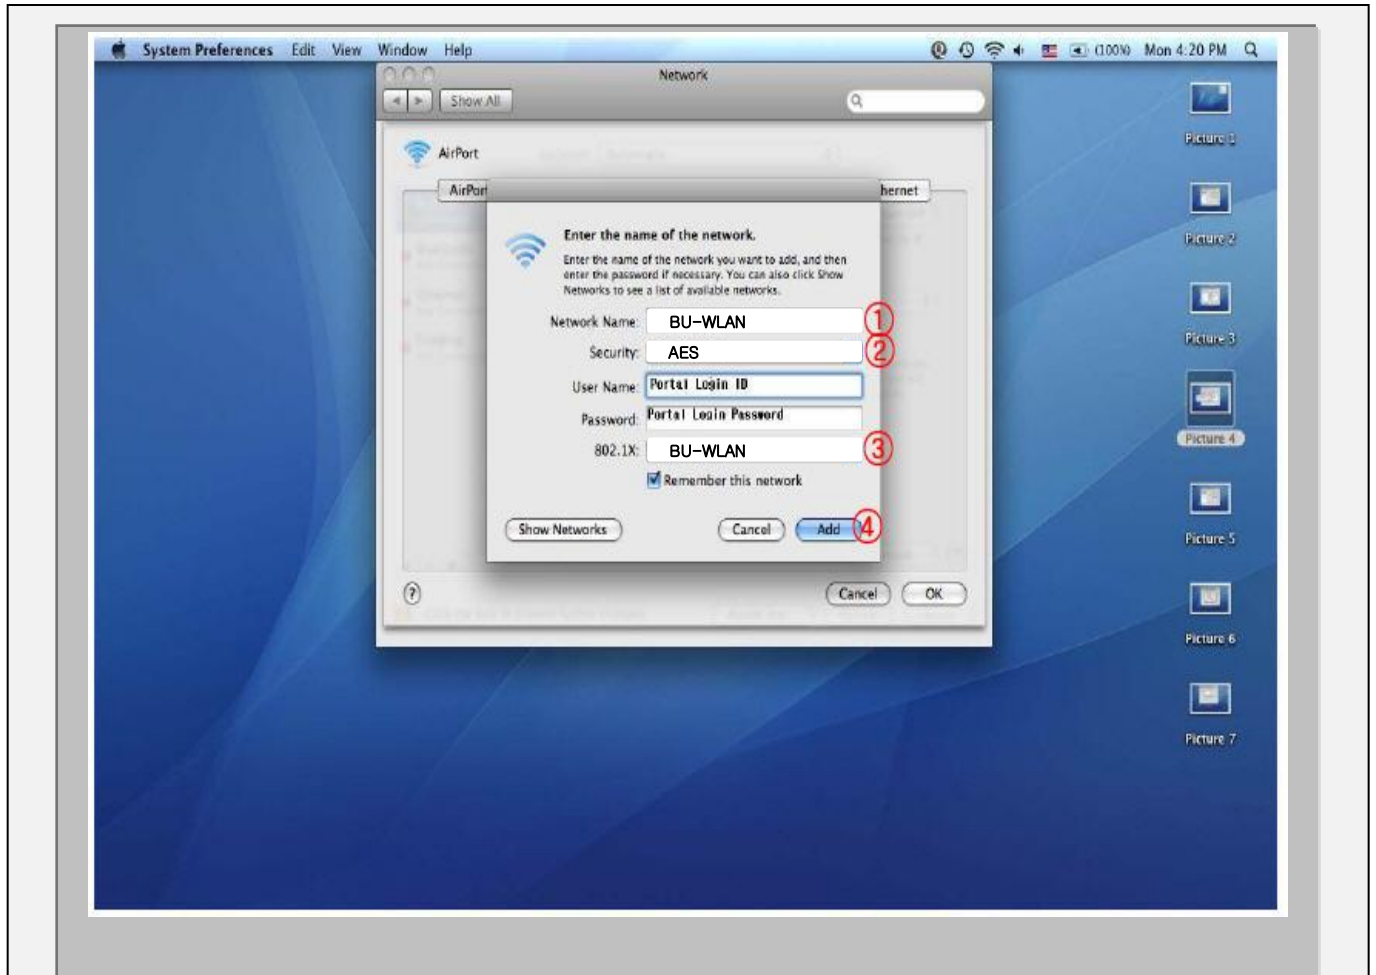 System Preferences Edit View Window Help (100%) Mon 4:20 PM
Network
Show All
AirPort
AirPor hernet
Enter the name of the network.
Enter the name of the network you want to add, and then
enter the password if necessary. You can also click Show
Networks to see a list of available networks.
Network Name: BU-WLAN ①
Security: AES ②
User Name: Portal Login ID
Password: Portal Login Password
802.1X: BU-WLAN ③
Remember this network
Show Networks Cancel Add ④
? Cancel OK
Picture 1
Picture 2
Picture 3
Picture 4
Picture 5
Picture 6
Picture 7